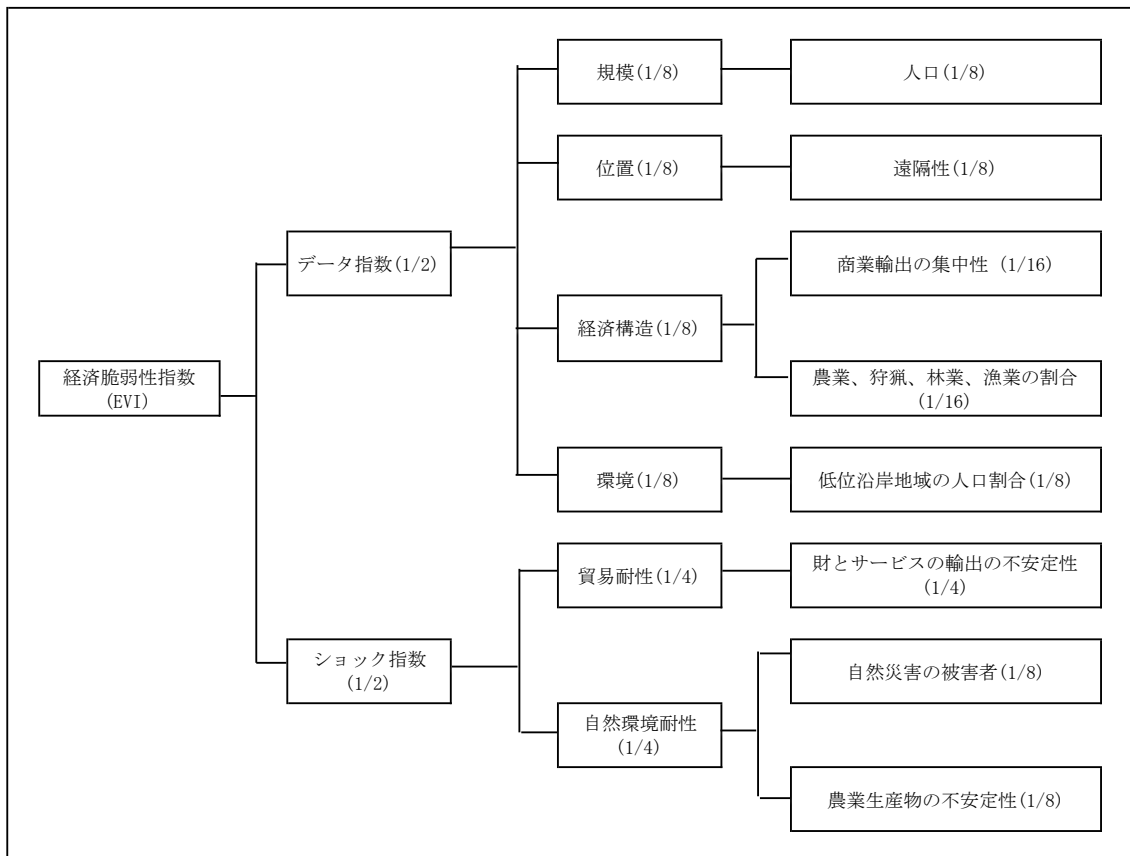 経済脆弱性指数
(EVI)
データ指数(1/2)
規模(1/8)
人口(1/8)
位置(1/8)
遠隔性(1/8)
経済構造(1/8)
商業輸出の集中性 (1/16)
農業、狩猟、林業、漁業の割合
(1/16)
環境(1/8)
低位沿岸地域の人口割合(1/8)
ショック指数
(1/2)
貿易耐性(1/4)
財とサービスの輸出の不安定性
(1/4)
自然環境耐性
(1/4)
自然災害の被害者(1/8)
農業生産物の不安定性(1/8)